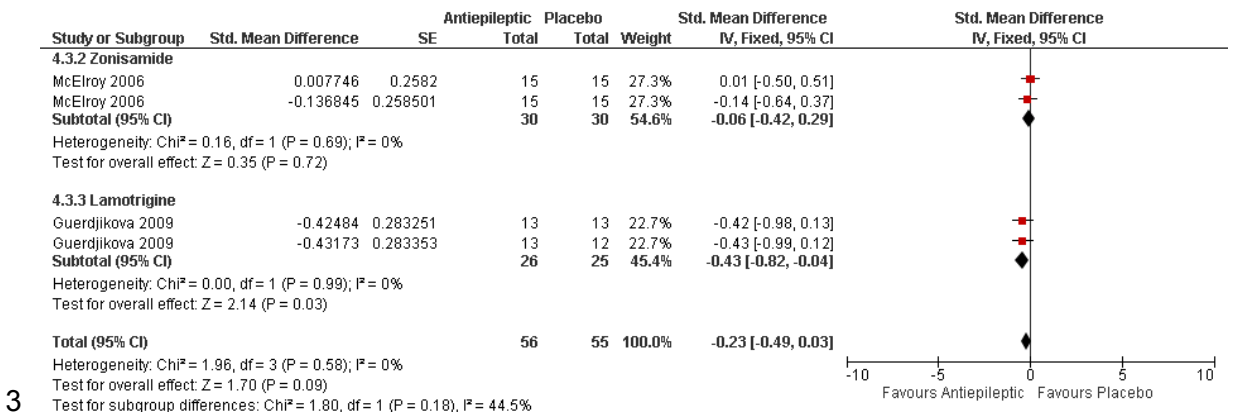 Antiepileptic Placebo Std. Mean Difference Std. Mean Difference
Study or Subgroup Std. Mean Difference SE Total Total Weight IV, Fixed, 95% CI IV, Fixed, 95% CI
4.3.2 Zonisamide
McElroy 2006 0.007746 0.2582 15 15 27.3% 0.01 [-0.50, 0.51]
McElroy 2006 -0.136845 0.258501 15 15 27.3% -0.14 [-0.64, 0.37]
Subtotal (95% CI) 30 30 54.6% -0.06 [-0.42, 0.29]
Heterogeneity: Chi² = 0.16, df = 1 (P = 0.69); I² = 0%
Test for overall effect: Z = 0.35 (P = 0.72)
4.3.3 Lamotrigine
Guerdjikova 2009 -0.42484 0.283251 13 13 22.7% -0.42 [-0.98, 0.13]
Guerdjikova 2009 -0.43173 0.283353 13 12 22.7% -0.43 [-0.99, 0.12]
Subtotal (95% CI) 26 25 45.4% -0.43 [-0.82, -0.04]
Heterogeneity: Chi² = 0.00, df = 1 (P = 0.99); I² = 0%
Test for overall effect: Z = 2.14 (P = 0.03)
Total (95% CI) 56 55 100.0% -0.23 [-0.49, 0.03]
Heterogeneity: Chi² = 1.96, df = 3 (P = 0.58); I² = 0%
Test for overall effect: Z = 1.70 (P = 0.09)
Test for subgroup differences: Chi² = 1.80, df = 1 (P = 0.18), I² = 44.5%
-10 -5 0 5 10
Favours Antiepileptic Favours Placebo
3